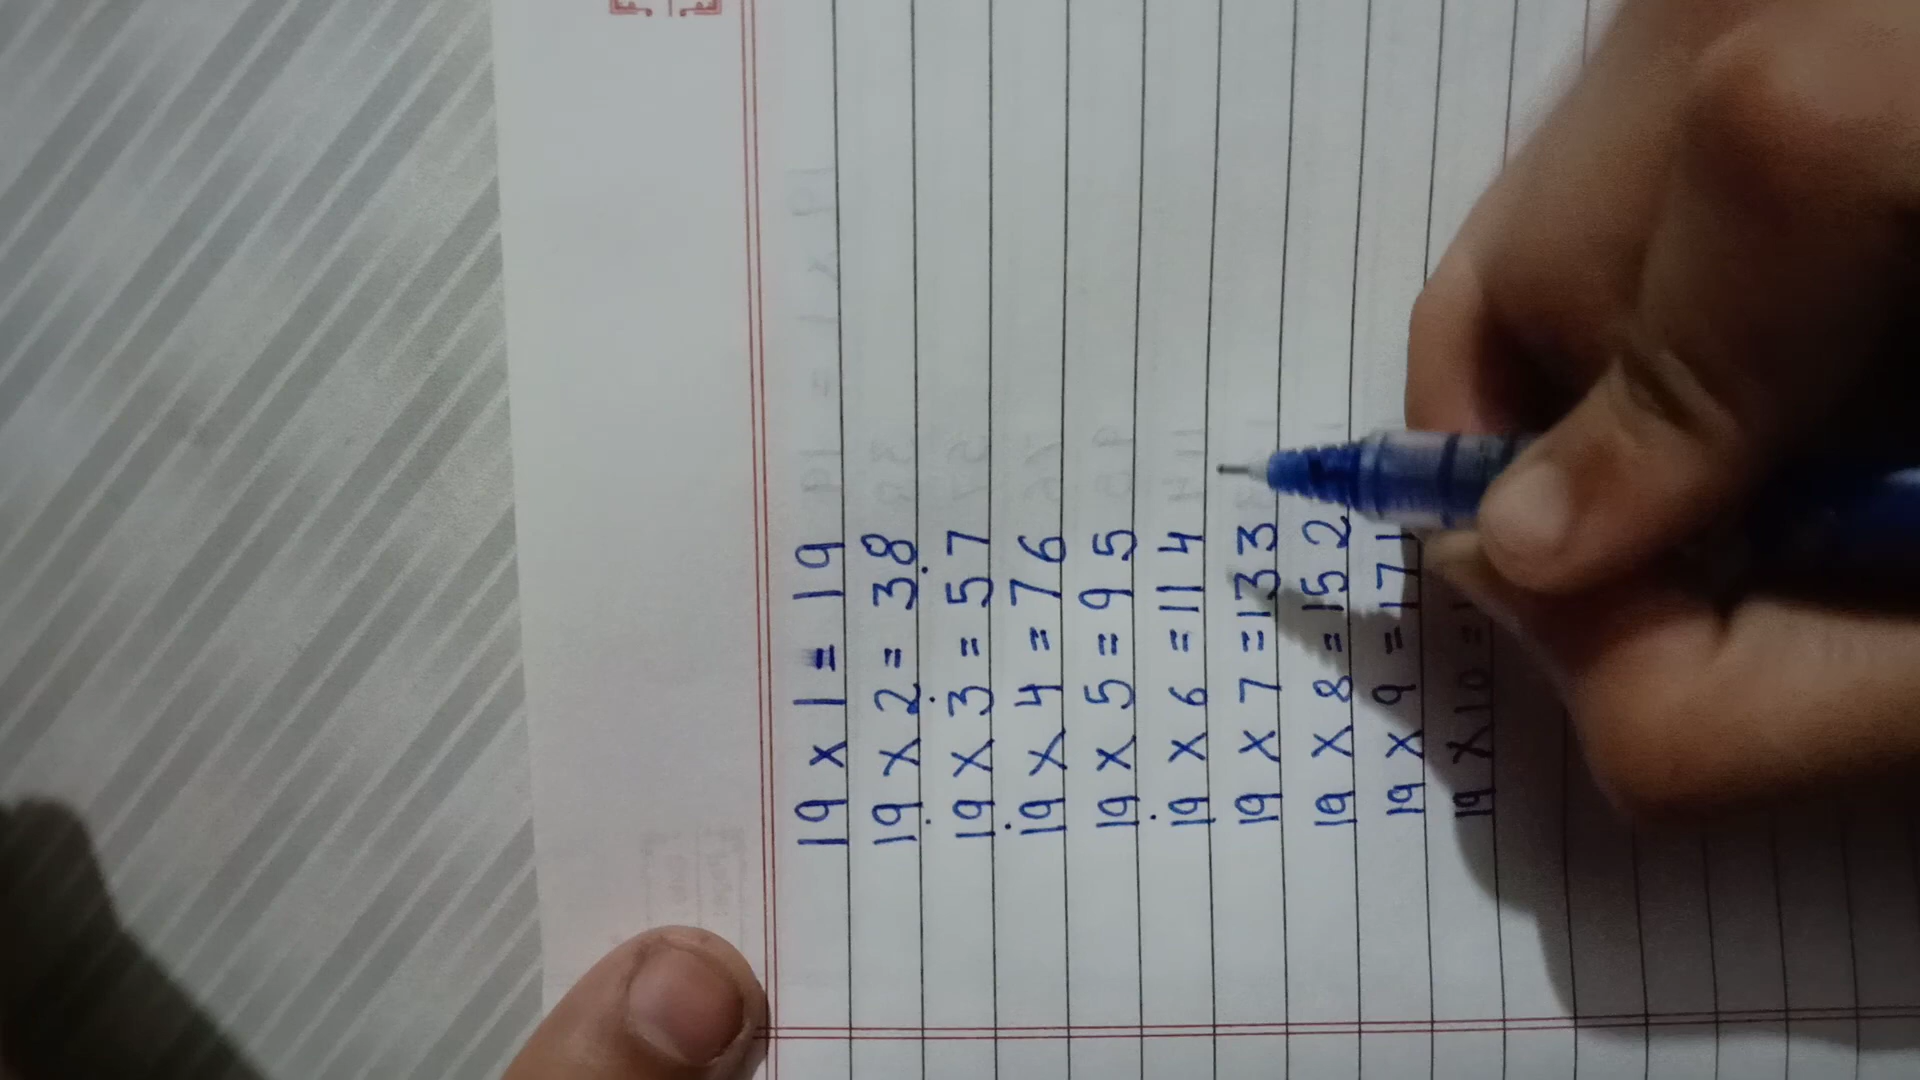 19 x 1 = 19
19 x 2 = 38
19 x 3 = 57
19 x 4 = 76
19 x 5 = 95
19 x 6 = 114
19 x 7 = 133
19 x 8 = 152
19 x 9 = 171
19 x 10 = 1